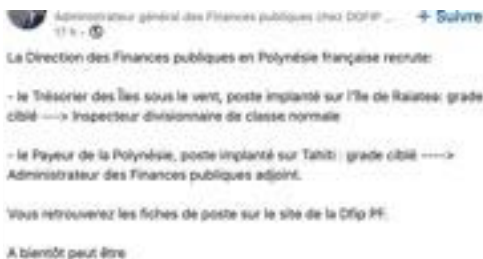 Administrateur général des Finances publiques chez DGFIP ...
+ Suivre
17 h •
La Direction des Finances publiques en Polynésie française recrute:
- le Trésorier des Îles sous le vent, poste implanté sur l'île de Raiatea: grade
ciblé ---> Inspecteur divisionnaire de classe normale
- le Payeur de la Polynésie, poste implanté sur Tahiti : grade ciblé ---->
Administrateur des Finances publiques adjoint.
Vous retrouverez les fiches de poste sur le site de la Dfip PF.
A bientôt peut être